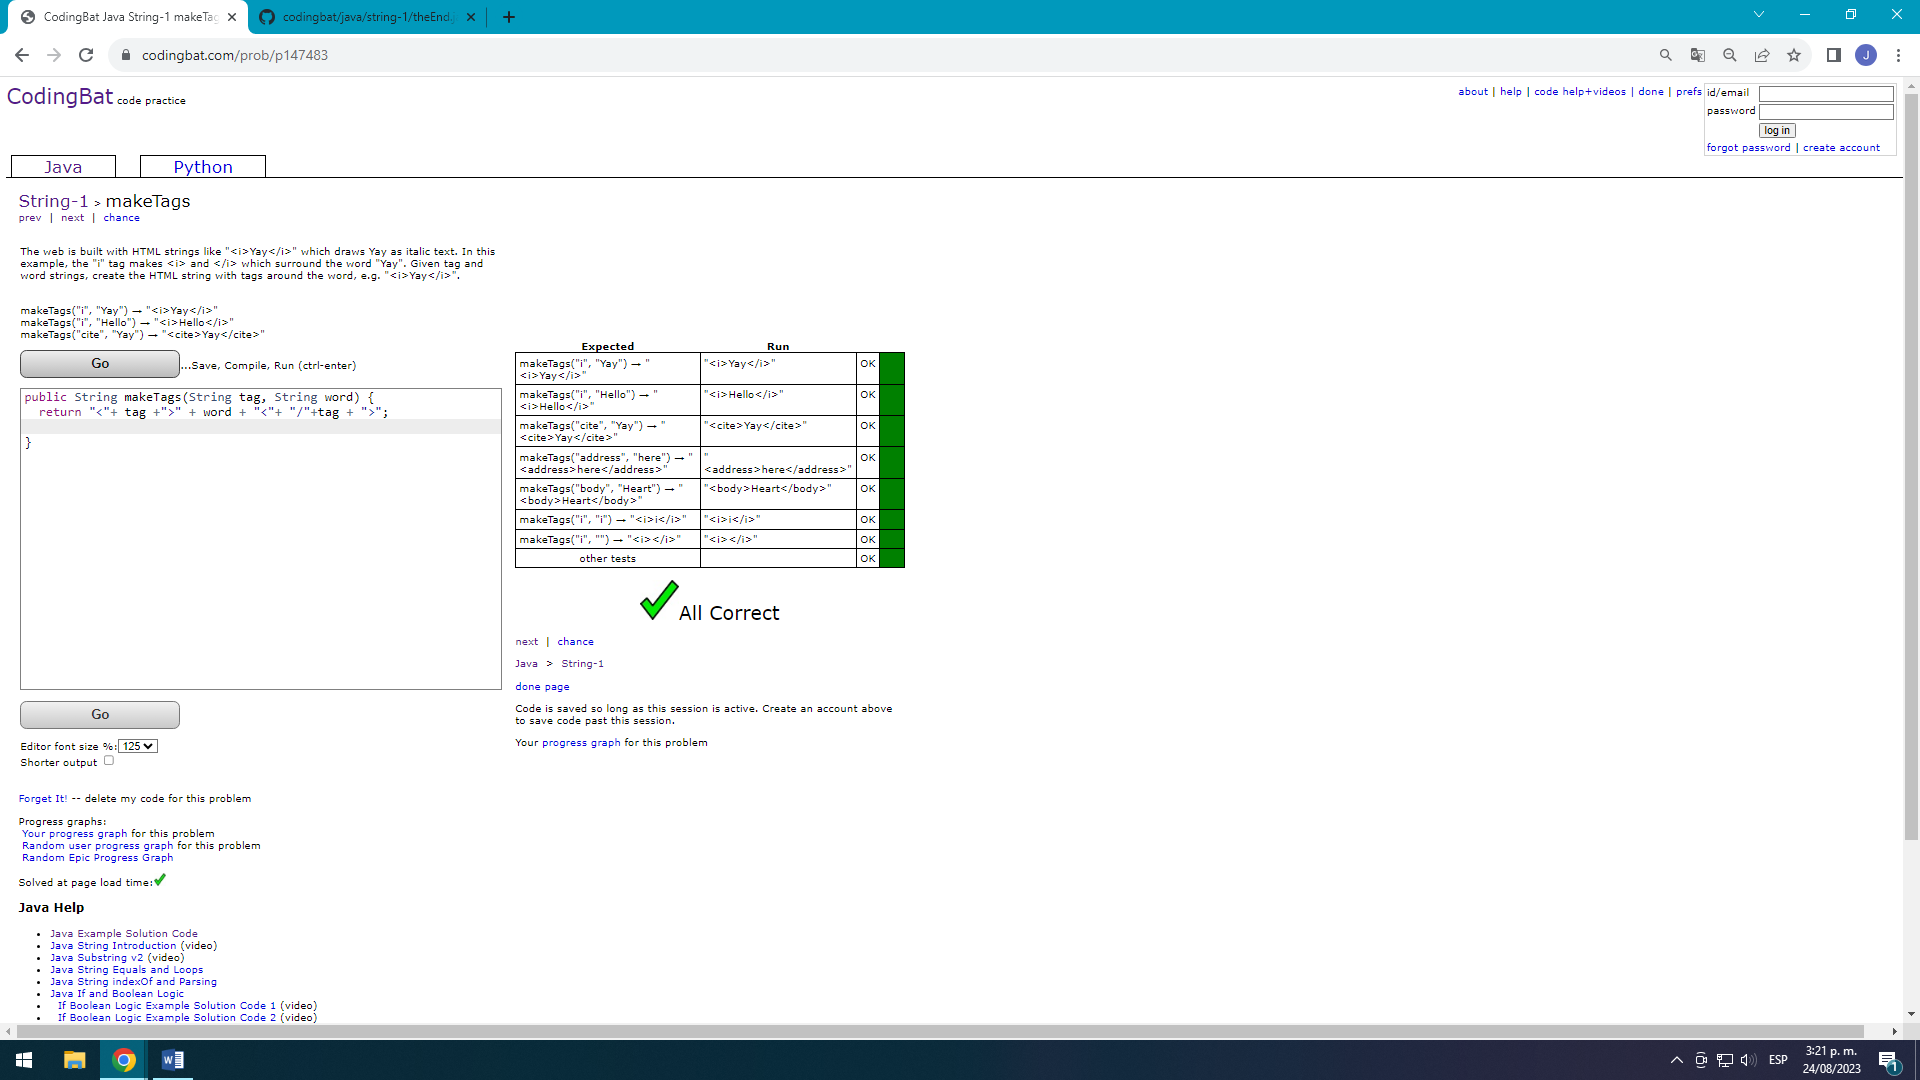 CodingBat Java String-1 makeTag
codingbat/java/string-1/theEnd.
codingbat.com/prob/p147483
J
CodingBat code practice
about | help | code help+videos | done | prefs
id/email
password
log in
forgot password | create account
Java
Python
String-1 > makeTags
prev | next | chance
The web is built with HTML strings like "<i>Yay</i>" which draws Yay as italic text. In this
example, the "i" tag makes <i> and </i> which surround the word "Yay". Given tag and
word strings, create the HTML string with tags around the word, e.g. "<i>Yay</i>".
makeTags("i", "Yay") → "<i>Yay</i>"
makeTags("i", "Hello") → "<i>Hello</i>"
makeTags("cite", "Yay") → "<cite>Yay</cite>"
Go
...Save, Compile, Run (ctrl-enter)
public String makeTags(String tag, String word) {
return "<"+ tag +">" + word + "<"+ "/"+tag + ">";
}
Go
Editor font size %: 125
Shorter output
Forget It! -- delete my code for this problem
Progress graphs:
Your progress graph for this problem
Random user progress graph for this problem
Random Epic Progress Graph
Solved at page load time:
Java Help
• Java Example Solution Code
• Java String Introduction (video)
• Java Substring v2 (video)
• Java String Equals and Loops
• Java String indexOf and Parsing
• Java If and Boolean Logic
• If Boolean Logic Example Solution Code 1 (video)
• If Boolean Logic Example Solution Code 2 (video)
Expected Run
makeTags("i", "Yay") → " "<i>Yay</i>" OK
<i>Yay</i>"
makeTags("i", "Hello") → " "<i>Hello</i>" OK
<i>Hello</i>"
makeTags("cite", "Yay") → " "<cite>Yay</cite>" OK
<cite>Yay</cite>"
makeTags("address", "here") → " " OK
<address>here</address>" <address>here</address>"
makeTags("body", "Heart") → " "<body>Heart</body>" OK
<body>Heart</body>"
makeTags("i", "i") → "<i>i</i>" "<i>i</i>" OK
makeTags("i", "") → "<i></i>" "<i></i>" OK
other tests OK
All Correct
next | chance
Java > String-1
done page
Code is saved so long as this session is active. Create an account above
to save code past this session.
Your progress graph for this problem
ESP
3:21 p. m.
24/08/2023
1